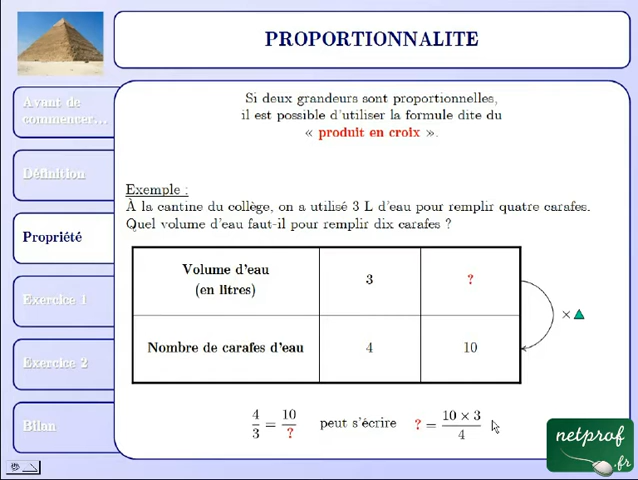 PROPORTIONNALITE
Avant de
commencer...
Définition
Propriété
Exercice 1
Exercice 2
Bilan
Si deux grandeurs sont proportionnelles,
il est possible d'utiliser la formule dite du
« produit en croix ».
Exemple :
À la cantine du collège, on a utilisé 3 L d'eau pour remplir quatre carafes.
Quel volume d'eau faut-il pour remplir dix carafes ?
Volume d'eau
(en litres) 3 ?
× ▲
Nombre de carafes d'eau 4 10
4/3 = 10/? peut s'écrire ? = 10 × 3/4
netprof
.fr